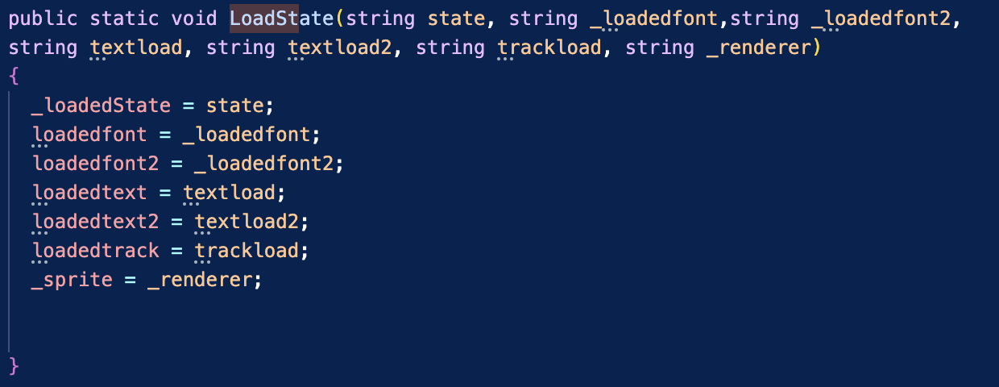 public static void LoadState(string state, string _loadedfont,string _loadedfont2,
string textload, string textload2, string trackload, string _renderer)
{
_loadedState = state;
loadedfont = _loadedfont;
loadedfont2 = _loadedfont2;
loadedtext = textload;
loadedtext2 = textload2;
loadedtrack = trackload;
_sprite = _renderer;
}